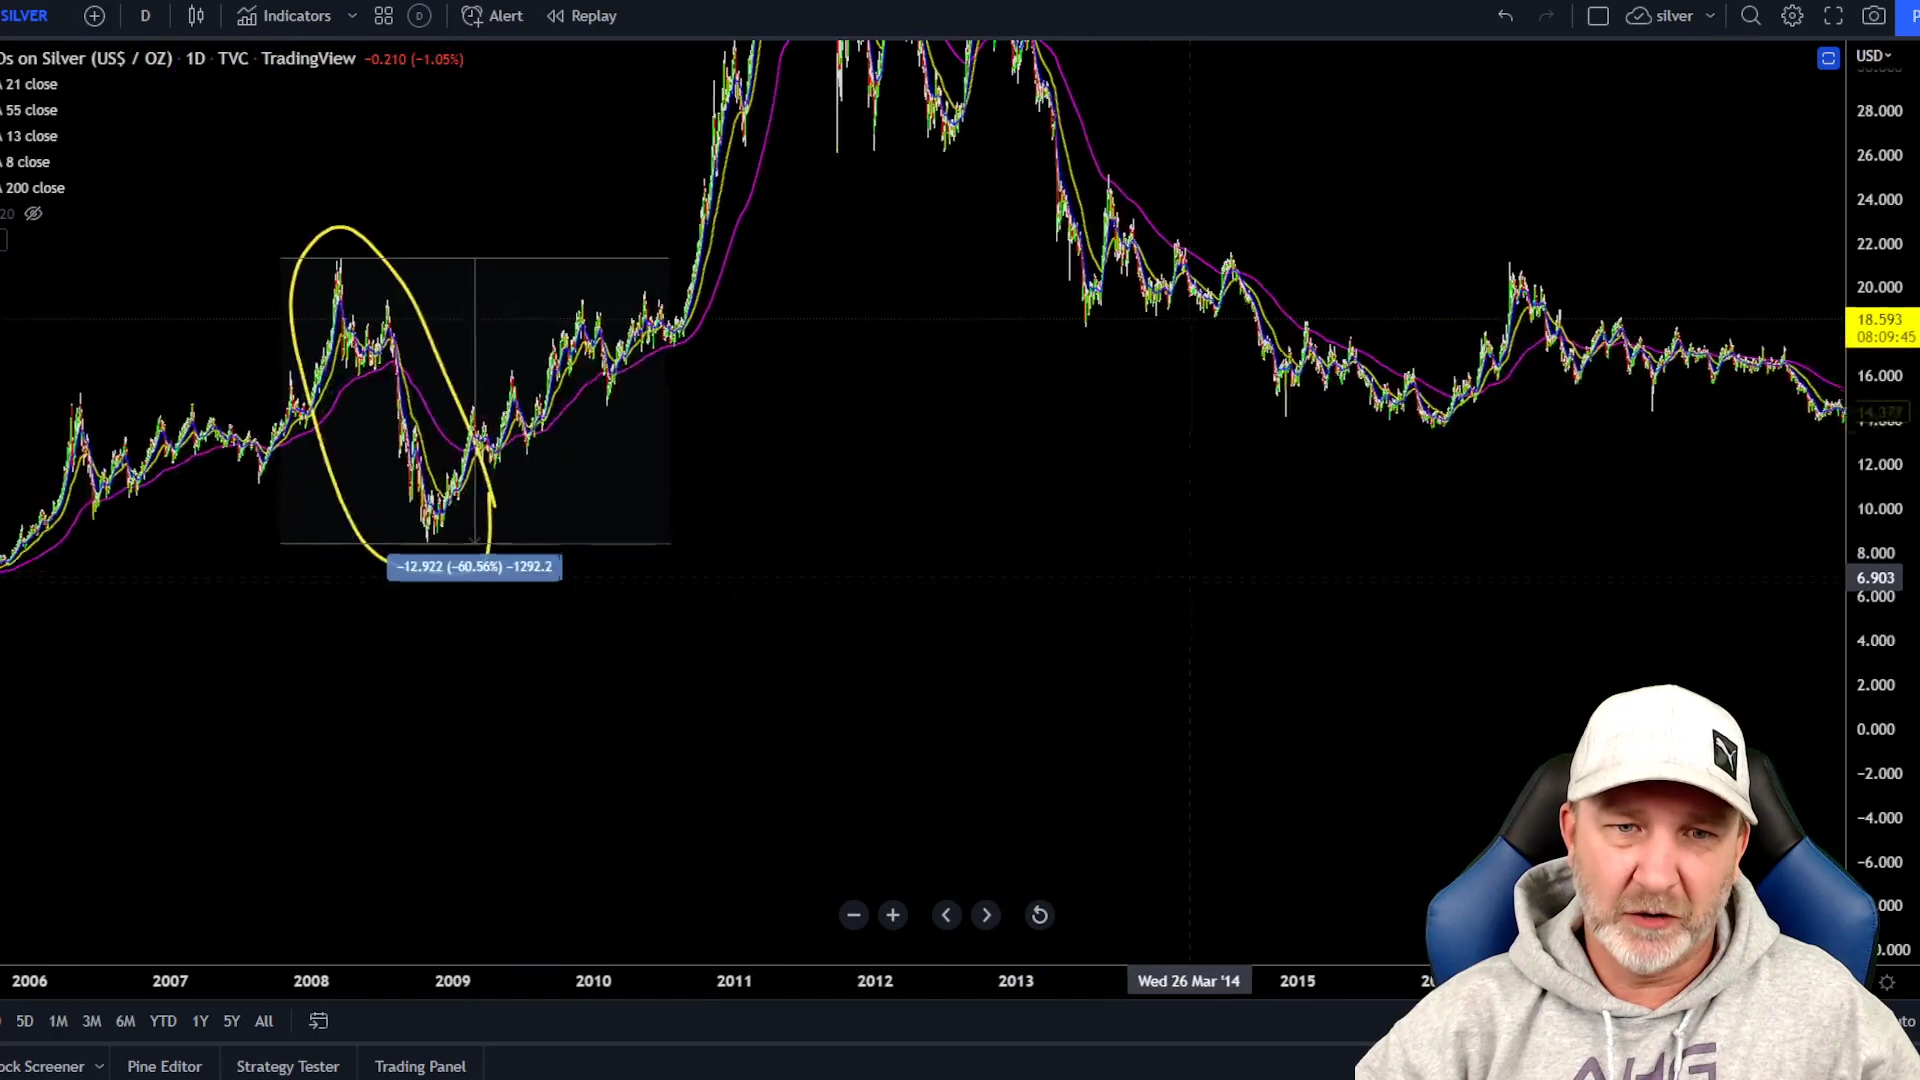 SILVER D Indicators D Alert Replay silver
Ds on Silver (US$ / OZ) · 1D · TVC · TradingView −0.210 (−1.05%) USD
21 close
55 close
13 close
8 close
200 close
20
28.000
26.000
24.000
22.000
20.000
18.593
08:09:45
16.000
14.377
12.000
10.000
8.000
−12.922 (−60.56%) −1292.2
6.903
6.000
4.000
2.000
0.000
−2.000
−4.000
−6.000
2006 2007 2008 2009 2010 2011 2012 2013 Wed 26 Mar '14 2015
5D 1M 3M 6M YTD 1Y 5Y All
ock Screener Pine Editor Strategy Tester Trading Panel